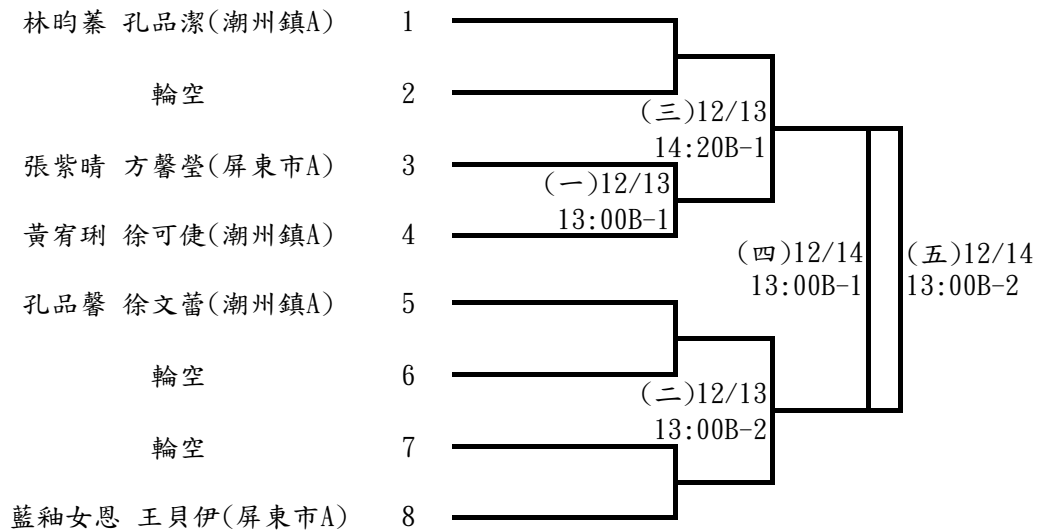 林昀蓁 孔品潔(潮州鎮A) 1
輪空 2
(三)12/13
14:20B-1
張紫晴 方馨瑩(屏東市A) 3
(一)12/13
13:00B-1
黃宥琍 徐可倢(潮州鎮A) 4
(四)12/14
13:00B-1
(五)12/14
13:00B-2
孔品馨 徐文蕾(潮州鎮A) 5
輪空 6
(二)12/13
13:00B-2
輪空 7
藍釉女恩 王貝伊(屏東市A) 8